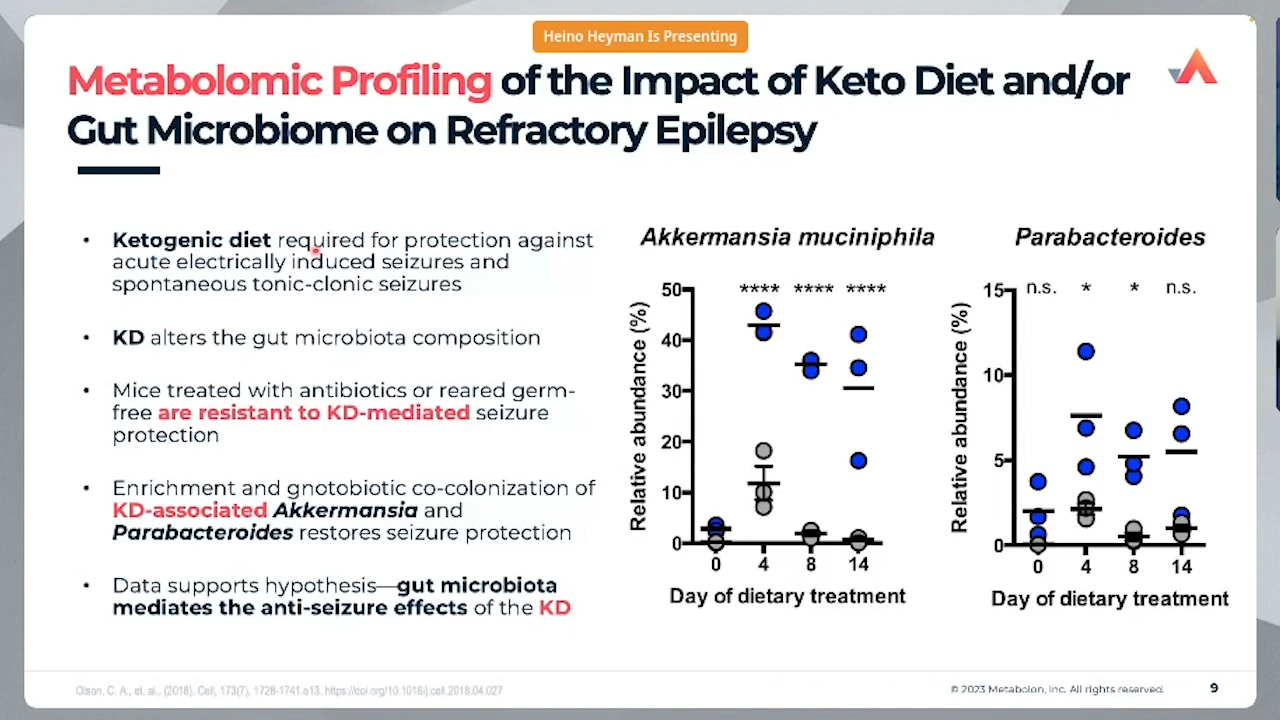 Heino Heyman Is Presenting
Metabolomic Profiling of the Impact of Keto Diet and/or
Gut Microbiome on Refractory Epilepsy
• Ketogenic diet required for protection against
acute electrically induced seizures and
spontaneous tonic-clonic seizures
• KD alters the gut microbiota composition
• Mice treated with antibiotics or reared germ-
free are resistant to KD-mediated seizure
protection
• Enrichment and gnotobiotic co-colonization of
KD-associated Akkermansia and
Parabacteroides restores seizure protection
• Data supports hypothesis—gut microbiota
mediates the anti-seizure effects of the KD
Akkermansia muciniphila
**** **** ****
Relative abundance (%)
50
40
30
20
10
0
0 4 8 14
Day of dietary treatment
Parabacteroides
n.s. * * n.s.
Relative abundance (%)
15
10
5
0
0 4 8 14
Day of dietary treatment
Olson, C. A., et. al., (2018). Cell, 173(7), 1728-1741.e13. https://doi.org/10.1016/j.cell.2018.04.027
© 2023 Metabolon, Inc. All rights reserved.
9